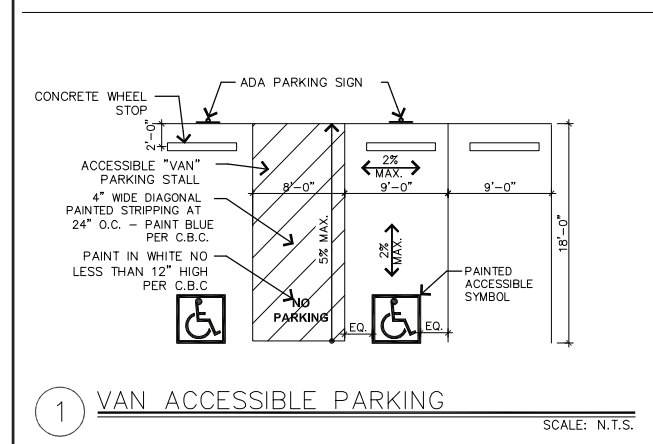 ADA PARKING SIGN
CONCRETE WHEEL
STOP
2'-0"
ACCESSIBLE "VAN"
PARKING STALL
2%
MAX.
8'-0"
9'-0"
9'-0"
4" WIDE DIAGONAL
PAINTED STRIPPING AT
24" O.C. – PAINT BLUE
PER C.B.C.
5% MAX.
2%
MAX.
18'-0"
PAINT IN WHITE NO
LESS THAN 12" HIGH
PER C.B.C
PAINTED
ACCESSIBLE
SYMBOL
NO
PARKING
EQ.
EQ.
1
VAN ACCESSIBLE PARKING
SCALE: N.T.S.